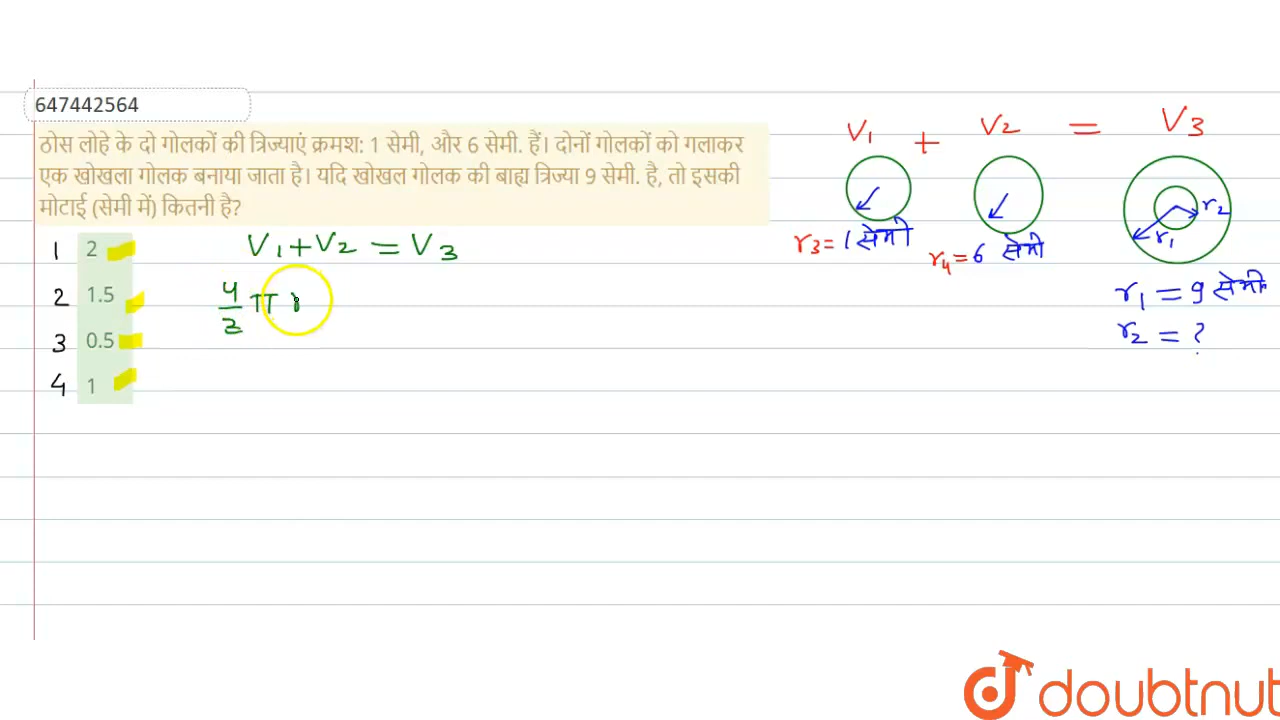 647442564
ठोस लोहे के दो गोलकों की त्रिज्याएं क्रमश: 1 सेमी, और 6 सेमी. हैं। दोनों गोलकों को गलाकर
एक खोखला गोलक बनाया जाता है। यदि खोखल गोलक की बाह्य त्रिज्या 9 सेमी. है, तो इसकी
मोटाई (सेमी में) कितनी है?
1 2
2 1.5
3 0.5
4 1
V1 + V2 = V3
4/3 π r
V1 + V2 = V3
r3 = 1 सेमी
r4 = 6 सेमी
r2
r1
r1 = 9 सेमी
r2 = ?
doubtnut